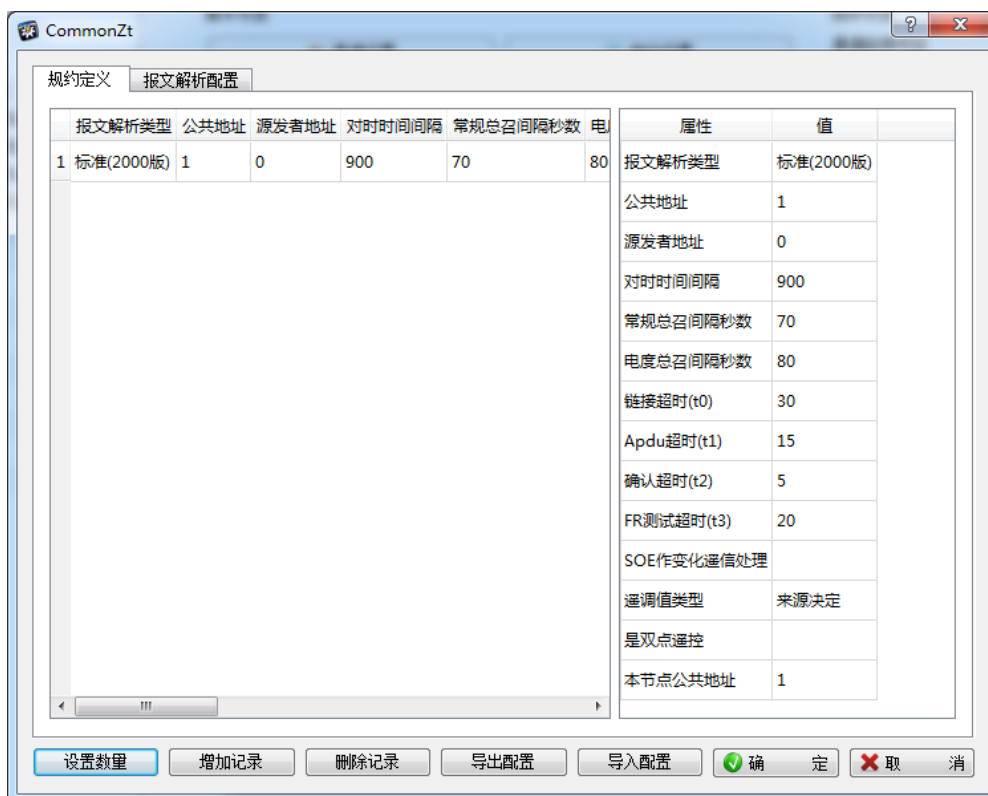 CommonZt
规约定义 报文解析配置
报文解析类型 公共地址 源发者地址 对时时间间隔 常规总召间隔秒数 电
1 标准(2000版) 1 0 900 70 80
属性 值
报文解析类型 标准(2000版)
公共地址 1
源发者地址 0
对时时间间隔 900
常规总召间隔秒数 70
电度总召间隔秒数 80
链接超时(t0) 30
Apdu超时(t1) 15
确认超时(t2) 5
FR测试超时(t3) 20
SOE作变化遥信处理
遥调值类型 来源决定
是双点遥控
本节点公共地址 1
设置数量 增加记录 删除记录 导出配置 导入配置 确 定 取 消